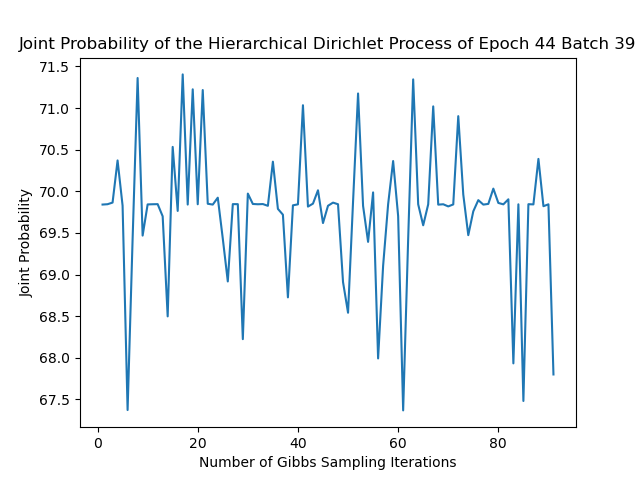 Joint Probability of the Hierarchical Dirichlet Process of Epoch 44 Batch 39
71.5
71.0
70.5
70.0
69.5
69.0
68.5
68.0
67.5
Joint Probability
0 20 40 60 80
Number of Gibbs Sampling Iterations